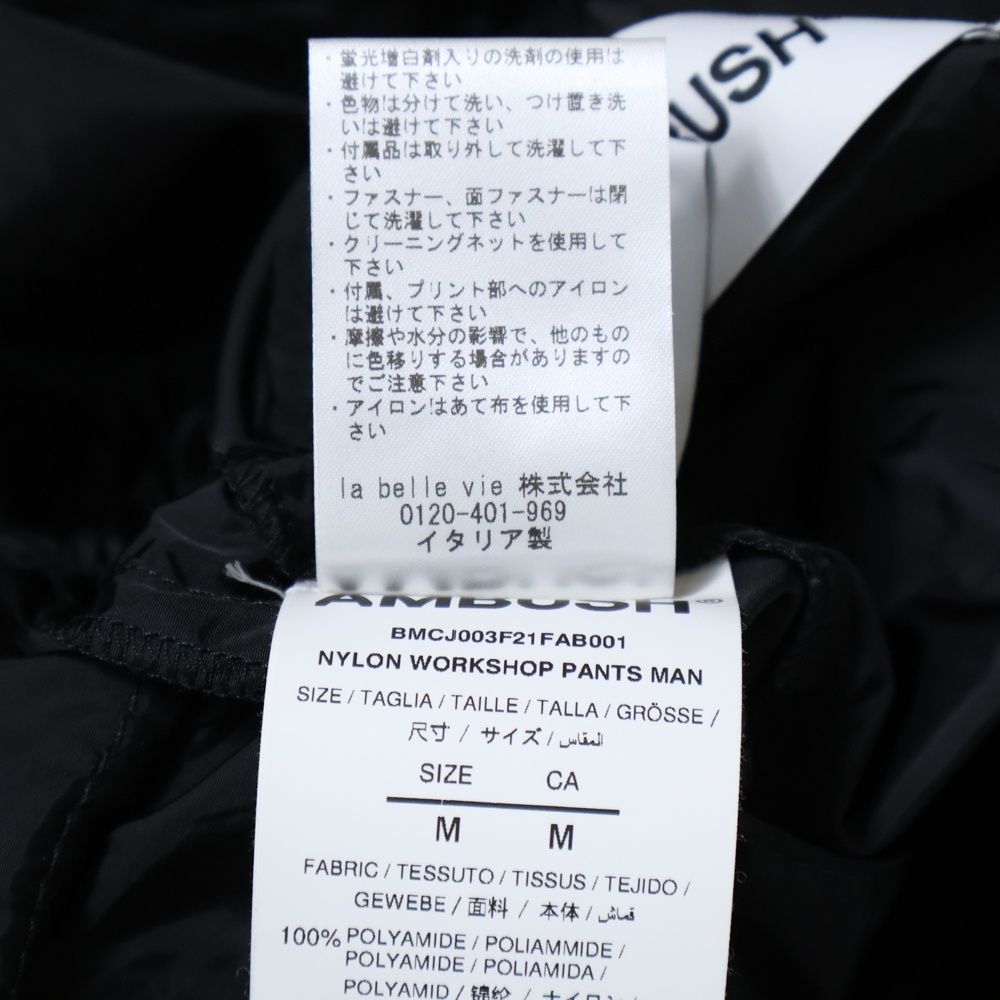 ・蛍光増白剤入りの洗剤の使用は
避けて下さい
・色物は分けて洗い、つけ置き洗
いは避けて下さい
・付属品は取り外して洗濯して下
さい
・ファスナー、面ファスナーは閉
じて洗濯して下さい
・クリーニングネットを使用して
下さい
・付属、プリント部へのアイロン
は避けて下さい
・摩擦や水分の影響で、他のもの
に色移りする場合がありますの
でご注意下さい
・アイロンはあて布を使用して下
さい
la belle vie 株式会社
0120-401-969
イタリア製
BUSH
AMBUSH®
BMCJ003F21FAB001
NYLON WORKSHOP PANTS MAN
SIZE / TAGLIA / TAILLE / TALLA / GRÖSSE /
尺寸 / サイズ / المقاس
SIZE CA
M M
FABRIC / TESSUTO / TISSUS / TEJIDO /
GEWEBE / 面料 / 本体 / قماش
100% POLYAMIDE / POLIAMMIDE /
POLYAMIDE / POLIAMIDA /
POLYAMID / 锦纶 / ナイロン /